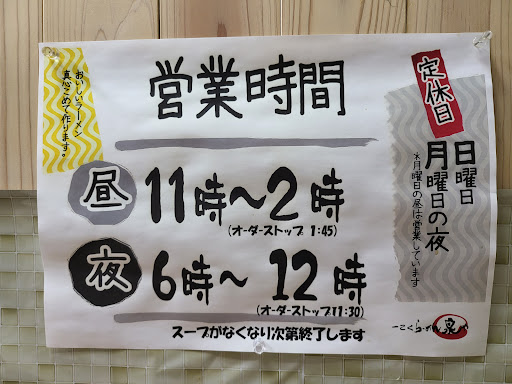 おいしいラーメン
真心こめて作ります。
営業時間
定休日
日曜日
月曜日の夜
※月曜日の昼は営業しています
昼 11時～2時
(オーダーストップ 1:45)
夜 6時～12時
(オーダーストップ11:30)
スープがなくなり次第終了します